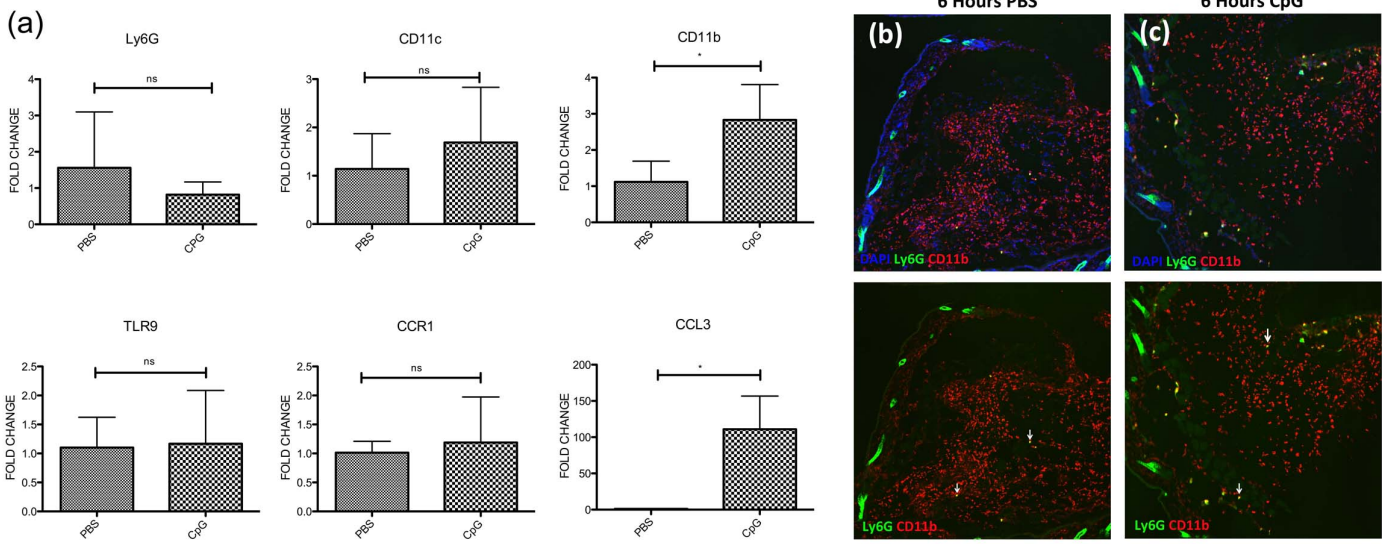 (a)
Ly6G
FOLD CHANGE
4
3
2
1
0
ns
PBS
CPG
CD11c
FOLD CHANGE
3
2
1
0
ns
PBS
CpG
CD11b
FOLD CHANGE
4
3
2
1
0
*
PBS
CpG
TLR9
FOLD CHANGE
2.5
2.0
1.5
1.0
0.5
0.0
ns
PBS
CpG
CCR1
FOLD CHANGE
2.5
2.0
1.5
1.0
0.5
0.0
ns
PBS
CpG
CCL3
FOLD CHANGE
200
150
100
50
0
*
PBS
CpG
6 Hours PBS
(b)
DAPI Ly6G CD11b
Ly6G CD11b
6 Hours CpG
(c)
DAPI Ly6G CD11b
Ly6G CD11b